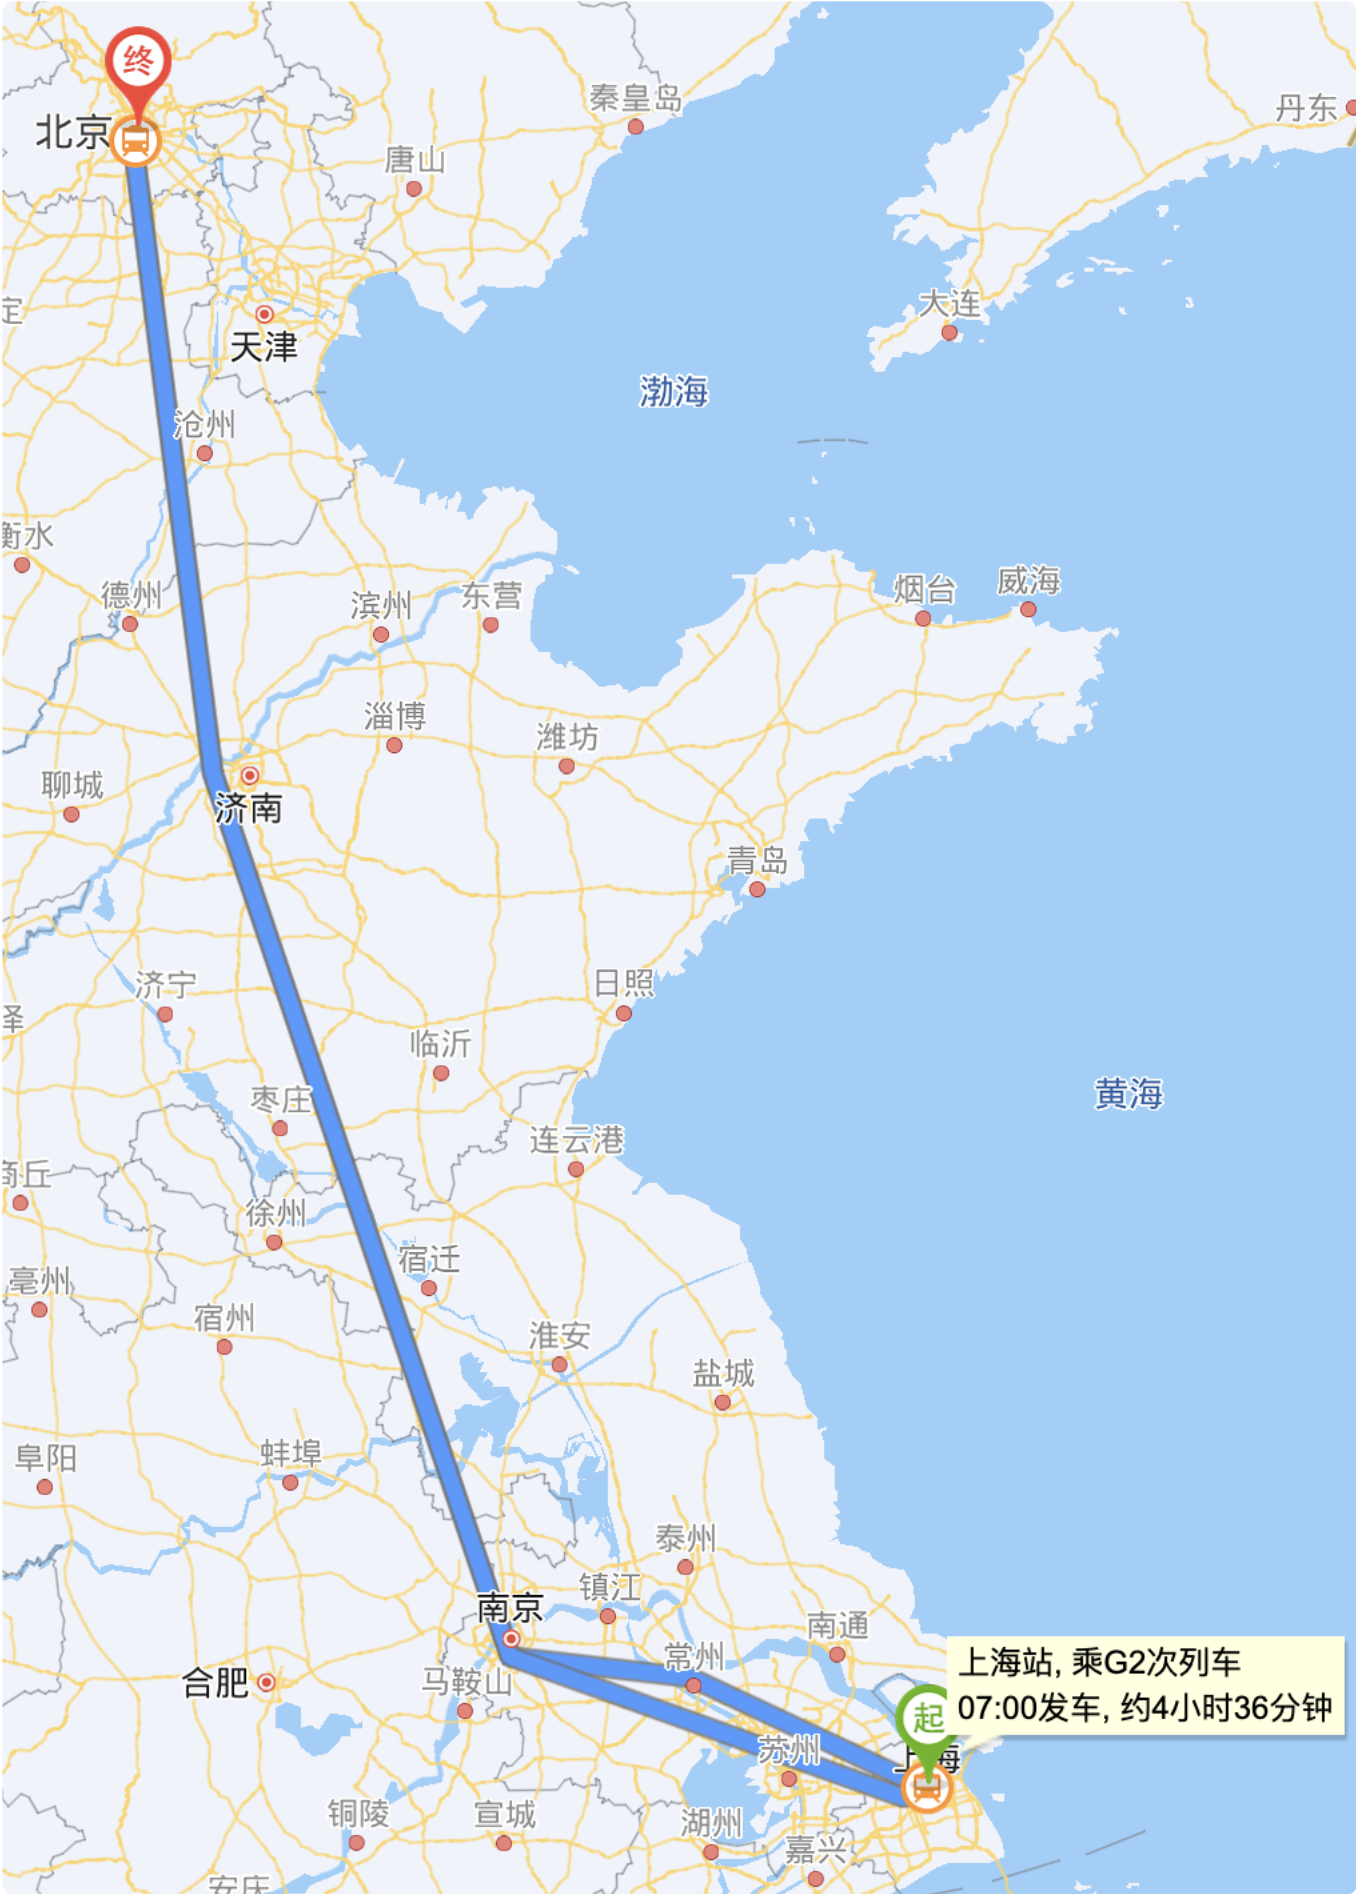 终
秦皇岛
丹东
北京
唐山
大连
定
天津
渤海
沧州
衡水
德州
滨州
东营
烟台
威海
淄博
潍坊
聊城
济南
青岛
济宁
日照
泽
临沂
黄海
枣庄
连云港
商丘
徐州
宿迁
亳州
宿州
淮安
盐城
阜阳
蚌埠
泰州
镇江
南京
南通
常州
合肥
马鞍山
上海站, 乘G2次列车
07:00发车, 约4小时36分钟
起
苏州
上海
铜陵
宣城
湖州
嘉兴
安庆